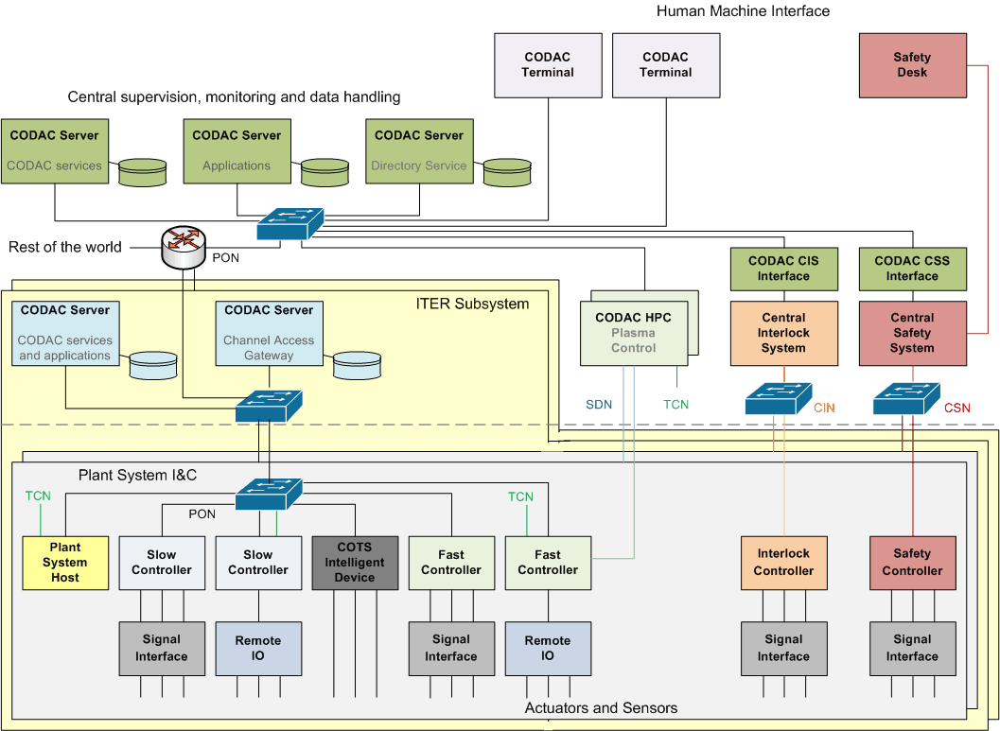 Human Machine Interface
CODAC
Terminal
CODAC
Terminal
Safety
Desk
Central supervision, monitoring and data handling
CODAC Server
CODAC services
CODAC Server
Applications
CODAC Server
Directory Service
Rest of the world
PON
CODAC CIS
Interface
CODAC CSS
Interface
ITER Subsystem
CODAC Server
CODAC services
and applications
CODAC Server
Channel Access
Gateway
CODAC HPC
Plasma
Control
Central
Interlock
System
Central
Safety
System
SDN
TCN
CIN
CSN
Plant System I&C
TCN
PON
TCN
Plant
System
Host
Slow
Controller
Slow
Controller
COTS
Intelligent
Device
Fast
Controller
Fast
Controller
Interlock
Controller
Safety
Controller
Signal
Interface
Remote
IO
Signal
Interface
Remote
IO
Signal
Interface
Signal
Interface
Actuators and Sensors